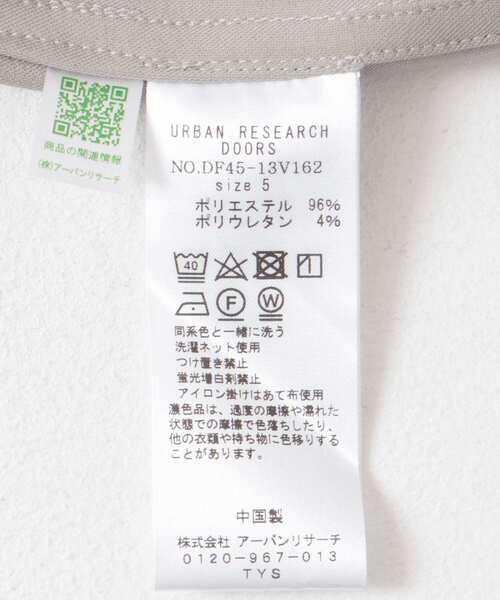 商品の関連情報
(株)アーバンリサーチ
URBAN RESEARCH
DOORS
NO.DF45-13V162
size 5
ポリエステル 96%
ポリウレタン 4%
40
F W
同系色と一緒に洗う
洗濯ネット使用
つけ置き禁止
蛍光増白剤禁止
アイロン掛けはあて布使用
濃色品は、過度の摩擦や濡れた
状態での摩擦で色落ちしたり、
他の衣類や持ち物に色移りする
ことがあります。
中国製
株式会社 アーバンリサーチ
0120-967-013
TYS